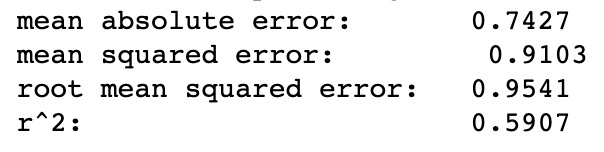 mean absolute error: 0.7427
mean squared error: 0.9103
root mean squared error: 0.9541
r^2: 0.5907